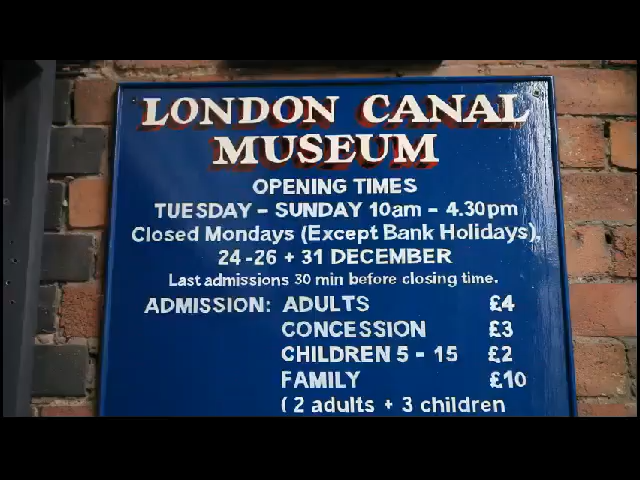 LONDON CANAL
MUSEUM
OPENING TIMES
TUESDAY - SUNDAY 10am - 4.30pm
Closed Mondays (Except Bank Holidays),
24 - 26 + 31 DECEMBER
Last admissions 30 min before closing time.
ADMISSION: ADULTS £4
CONCESSION £3
CHILDREN 5 - 15 £2
FAMILY £10
( 2 adults + 3 children